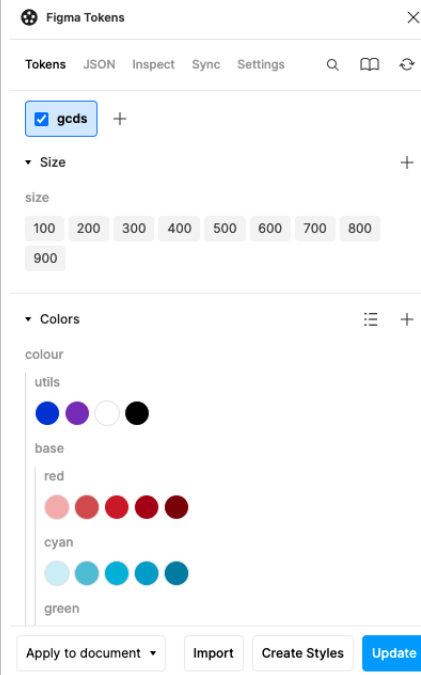 Figma Tokens
Tokens JSON Inspect Sync Settings
gcds
Size
size
100 200 300 400 500 600 700 800
900
Colors
colour
utils
base
red
cyan
green
Apply to document Import Create Styles Update